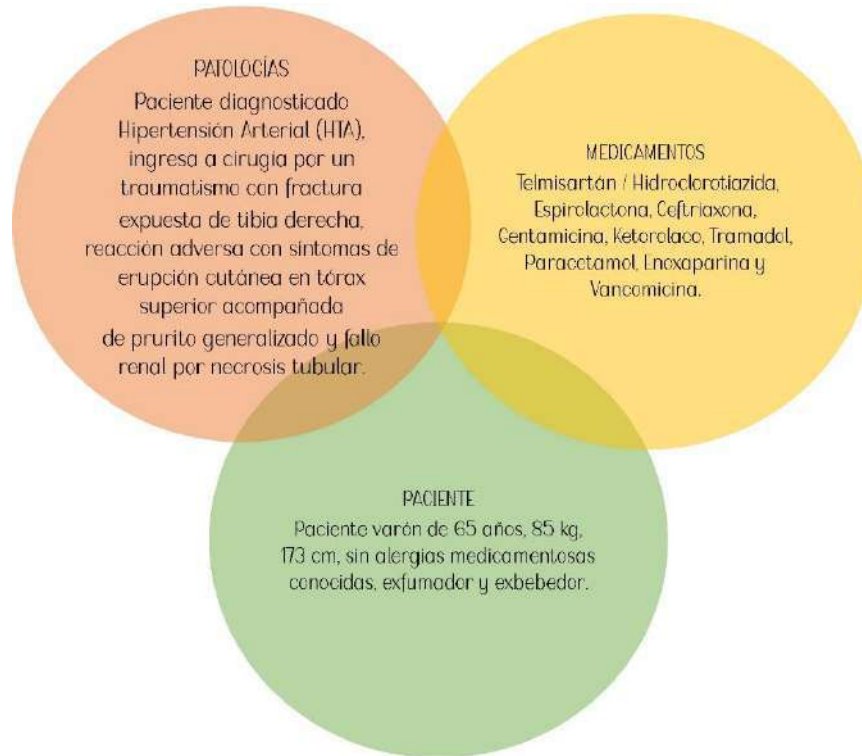 PATOLOGÍAS
Paciente diagnosticado
Hipertensión Arterial (HTA),
ingresa a cirugía por un
traumatismo con fractura
expuesta de tibia derecha,
reacción adversa con síntomas de
erupción cutánea en tórax
superior acompañada
de prurito generalizado y fallo
renal por necrosis tubular.
MEDICAMENTOS
Telmisartán / Hidroclorotiazida,
Espirolactona, Ceftriaxona,
Gentamicina, Ketorolaco, Tramadol,
Paracetamol, Enoxaparina y
Vancomicina.
PACIENTE
Paciente varón de 65 años, 85 kg,
173 cm, sin alergias medicamentosas
conocidas, exfumador y exbebedor.